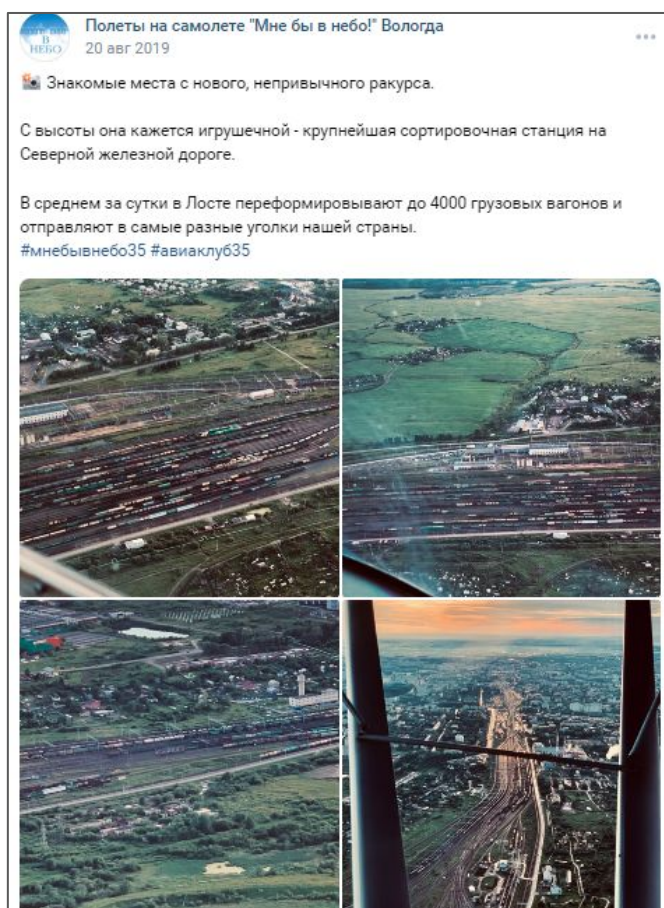 Полеты на самолете "Мне бы в небо!" Вологда
20 авг 2019
В
НЕБО
Знакомые места с нового, непривычного ракурса.
С высоты она кажется игрушечной - крупнейшая сортировочная станция на
Северной железной дороге.
В среднем за сутки в Лосте переформировывают до 4000 грузовых вагонов и
отправляют в самые разные уголки нашей страны.
#мнебывнебо35 #авиаклуб35